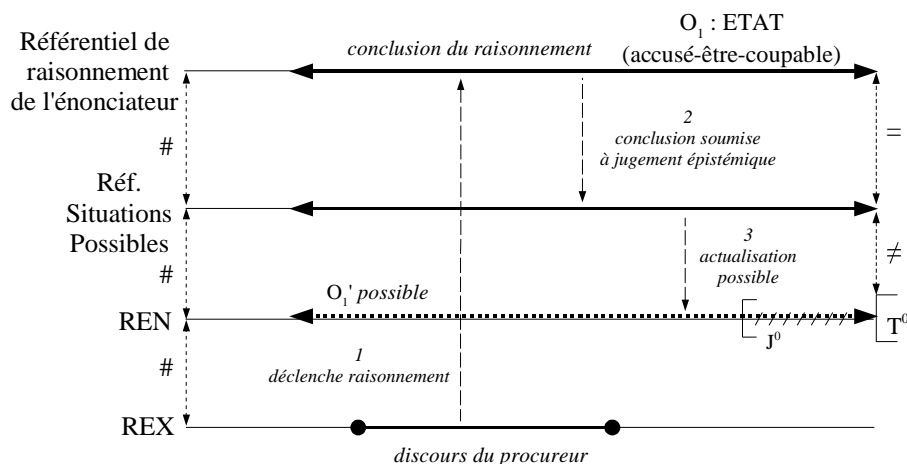 O₁ : ETAT
(accusé-être-coupable)
Référentiel de
raisonnement
de l'énonciateur
conclusion du raisonnement
#
2
conclusion soumise
à jugement épistémique
=
Réf.
Situations
Possibles
#
3
actualisation
possible
≠
O₁' possible
REN
J⁰
T⁰
#
1
déclenche raisonnement
REX
discours du procureur